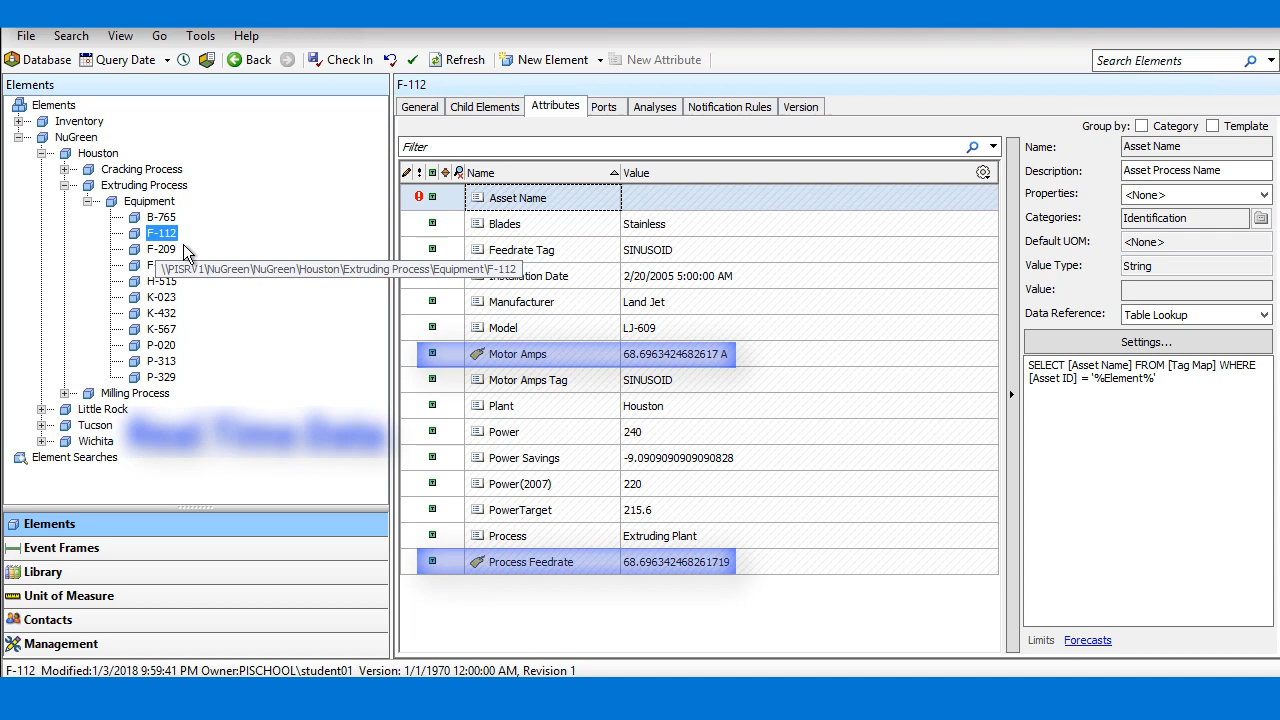 File Search View Go Tools Help
Database Query Date Back Check In Refresh New Element New Attribute Search Elements
Elements
Elements
Inventory
NuGreen
Houston
Cracking Process
Extruding Process
Equipment
B-765
F-112
F-209
F
\\PISRV1\NuGreen\NuGreen\Houston\Extruding Process\Equipment\F-112
H-515
K-023
K-432
K-567
P-020
P-313
P-329
Milling Process
Little Rock
Tucson
Real Time Data
Wichita
Element Searches
Elements
Event Frames
Library
Unit of Measure
Contacts
Management
F-112
General Child Elements Attributes Ports Analyses Notification Rules Version
Group by: Category Template
Filter
Name Value
Asset Name
Blades Stainless
Feedrate Tag SINUSOID
Installation Date 2/20/2005 5:00:00 AM
Manufacturer Land Jet
Model LJ-609
Motor Amps 68.6963424682617 A
Motor Amps Tag SINUSOID
Plant Houston
Power 240
Power Savings -9.0909090909090828
Power(2007) 220
PowerTarget 215.6
Process Extruding Plant
Process Feedrate 68.696342468261719
Name: Asset Name
Description: Asset Process Name
Properties: <None>
Categories: Identification
Default UOM: <None>
Value Type: String
Value:
Data Reference: Table Lookup
Settings...
SELECT [Asset Name] FROM [Tag Map] WHERE
[Asset ID] = '%Element%'
Limits Forecasts
F-112 Modified:1/3/2018 9:59:41 PM Owner:PISCHOOL\student01 Version: 1/1/1970 12:00:00 AM, Revision 1